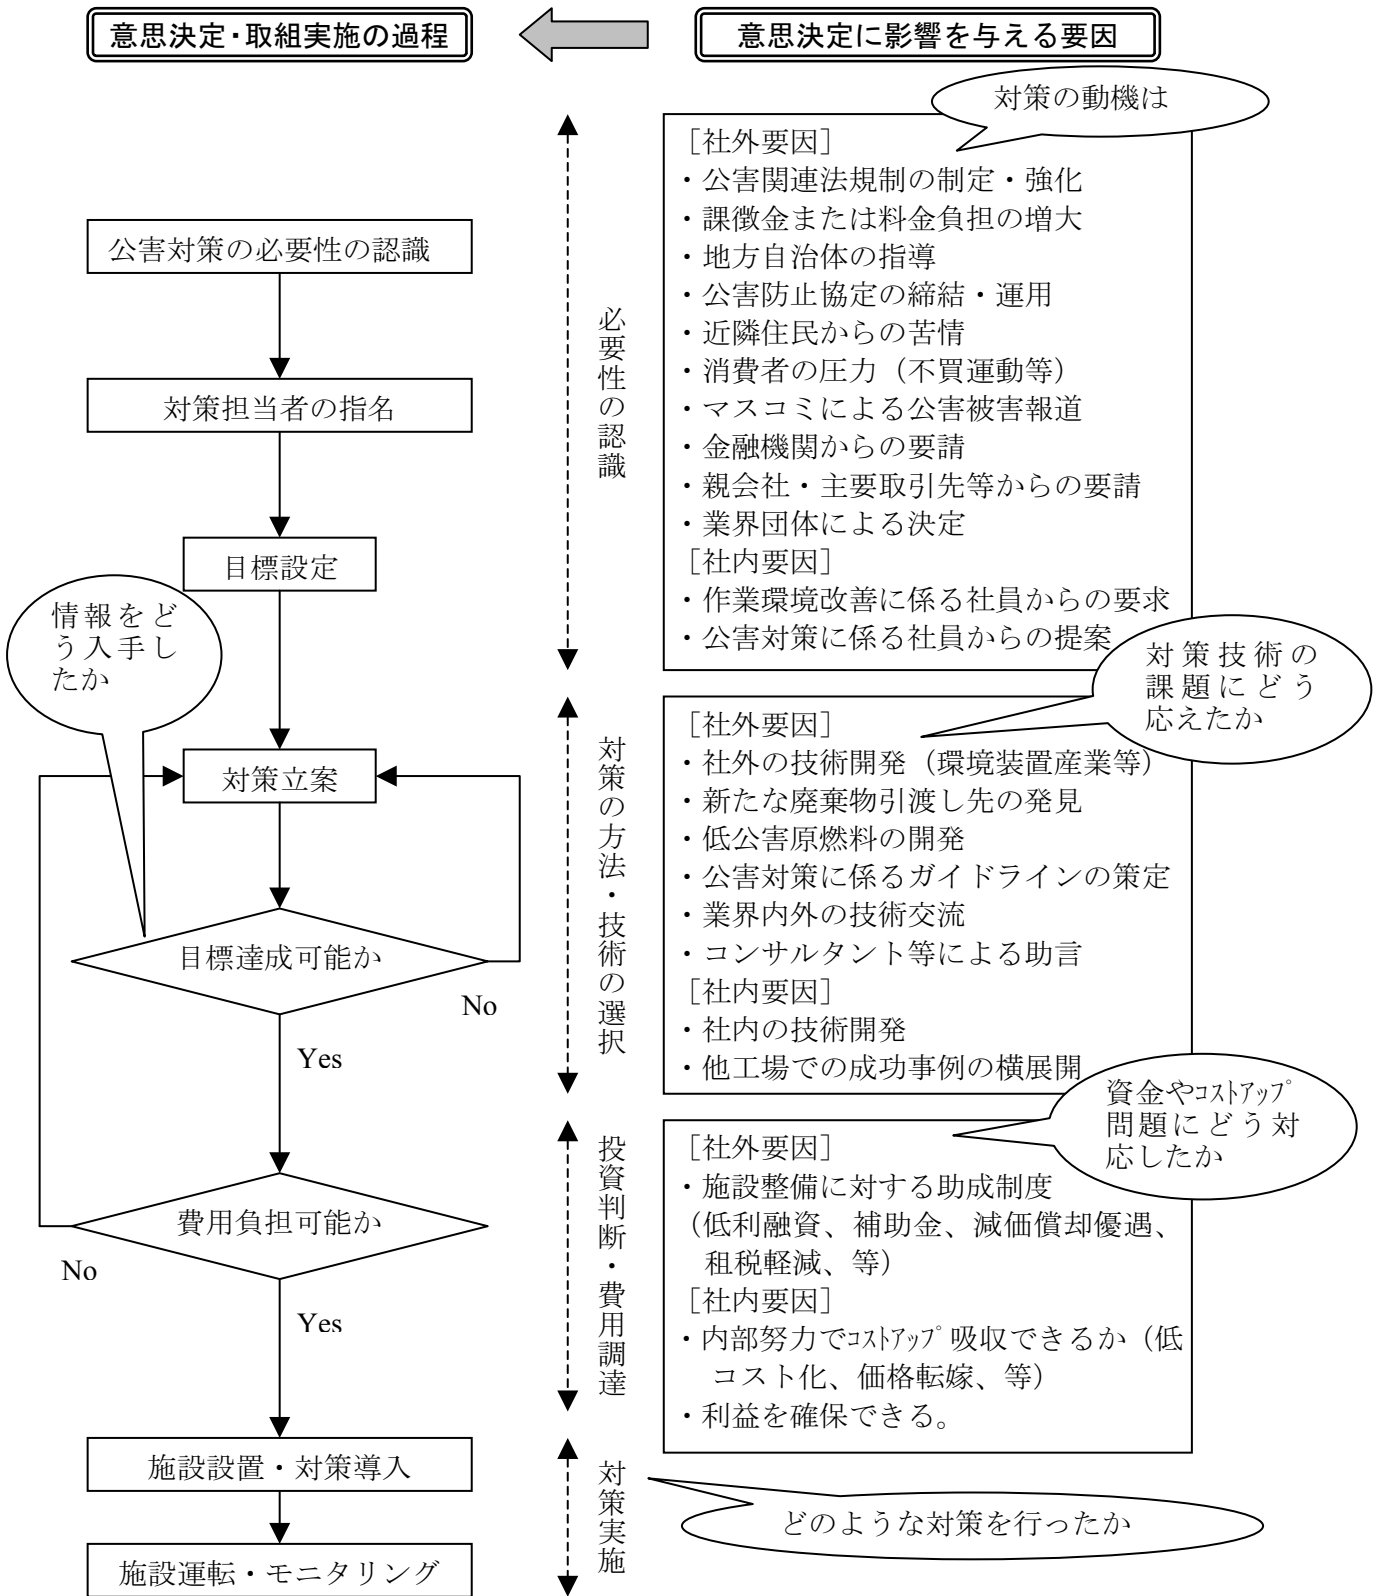 意思決定・取組実施の過程
意思決定に影響を与える要因
対策の動機は
［社外要因］
・公害関連法規制の制定・強化
・課徴金または料金負担の増大
・地方自治体の指導
・公害防止協定の締結・運用
・近隣住民からの苦情
・消費者の圧力（不買運動等）
・マスコミによる公害被害報道
・金融機関からの要請
・親会社・主要取引先等からの要請
・業界団体による決定
［社内要因］
・作業環境改善に係る社員からの要求
・公害対策に係る社員からの提案
公害対策の必要性の認識
対策担当者の指名
目標設定
必要性の認識
情報をど
う入手し
たか
対策技術の
課題にどう
応えたか
対策立案
目標達成可能か
No
Yes
対策の方法・技術の選択
［社外要因］
・社外の技術開発（環境装置産業等）
・新たな廃棄物引渡し先の発見
・低公害原燃料の開発
・公害対策に係るガイドラインの策定
・業界内外の技術交流
・コンサルタント等による助言
［社内要因］
・社内の技術開発
・他工場での成功事例の横展開
資金やｺｽﾄｱｯﾌﾟ
問題にどう対
応したか
費用負担可能か
No
Yes
投資判断・費用調達
［社外要因］
・施設整備に対する助成制度
（低利融資、補助金、減価償却優遇、
租税軽減、等）
［社内要因］
・内部努力でｺｽﾄｱｯﾌﾟ吸収できるか（低
コスト化、価格転嫁、等）
・利益を確保できる。
施設設置・対策導入
施設運転・モニタリング
対策実施
どのような対策を行ったか